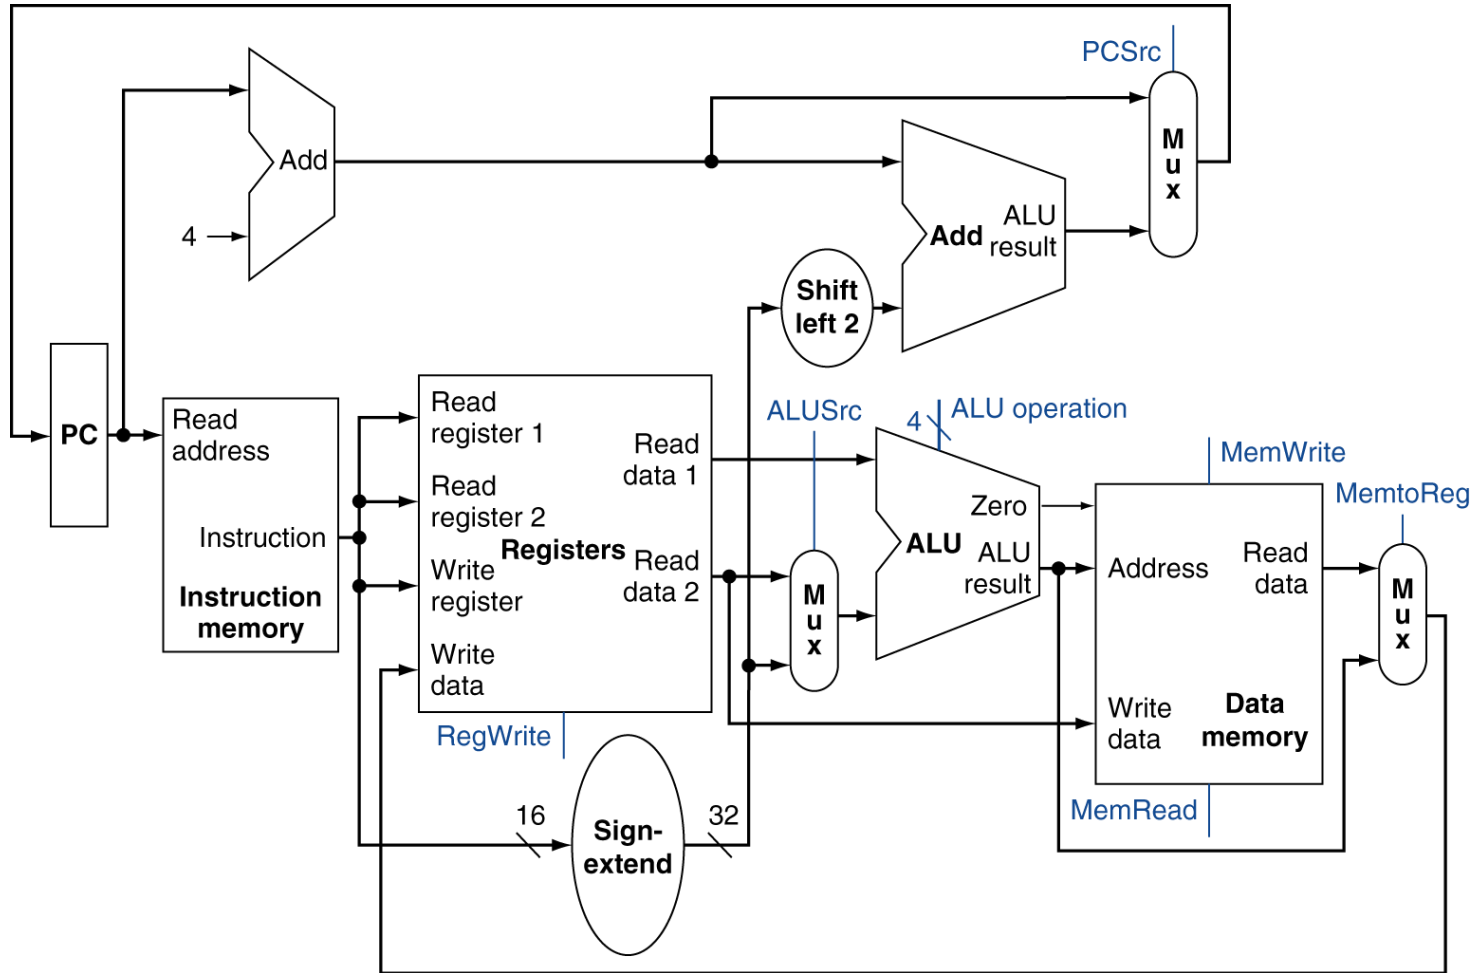 PCSrc
M
u
x
Add
4
ALU
result
Add
Shift
left 2
PC
Read
address
Instruction
Instruction
memory
Read
register 1
Read
register 2
Write
register
Write
data
Registers
Read
data 1
Read
data 2
RegWrite
16
Sign-
extend
32
ALUSrc
M
u
x
4
ALU operation
Zero
ALU
ALU
result
MemWrite
Address
Read
data
Write
data
Data
memory
MemRead
MemtoReg
M
u
x